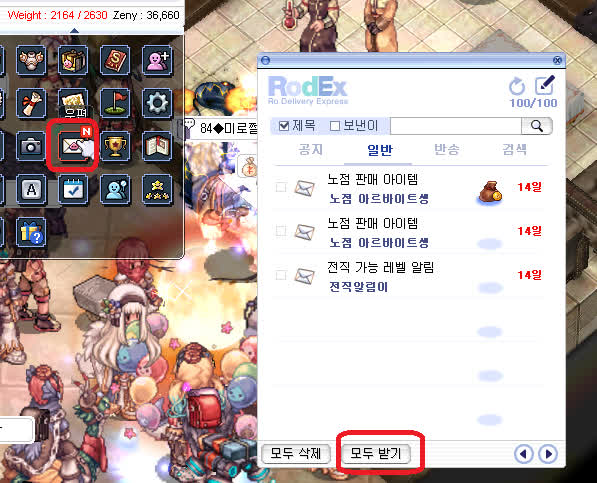 Weight : 2164 / 2630 Zeny : 36,660
우편
N
84◆미로쩔
RodEx
Ro Delivery Express
100/100
제목 보낸이
공지 일반 반송 검색
노점 판매 아이템
노점 아르바이트생
14일
노점 판매 아이템
노점 아르바이트생
14일
전직 가능 레벨 알림
전직알림이
14일
A
모두 삭제 모두 받기